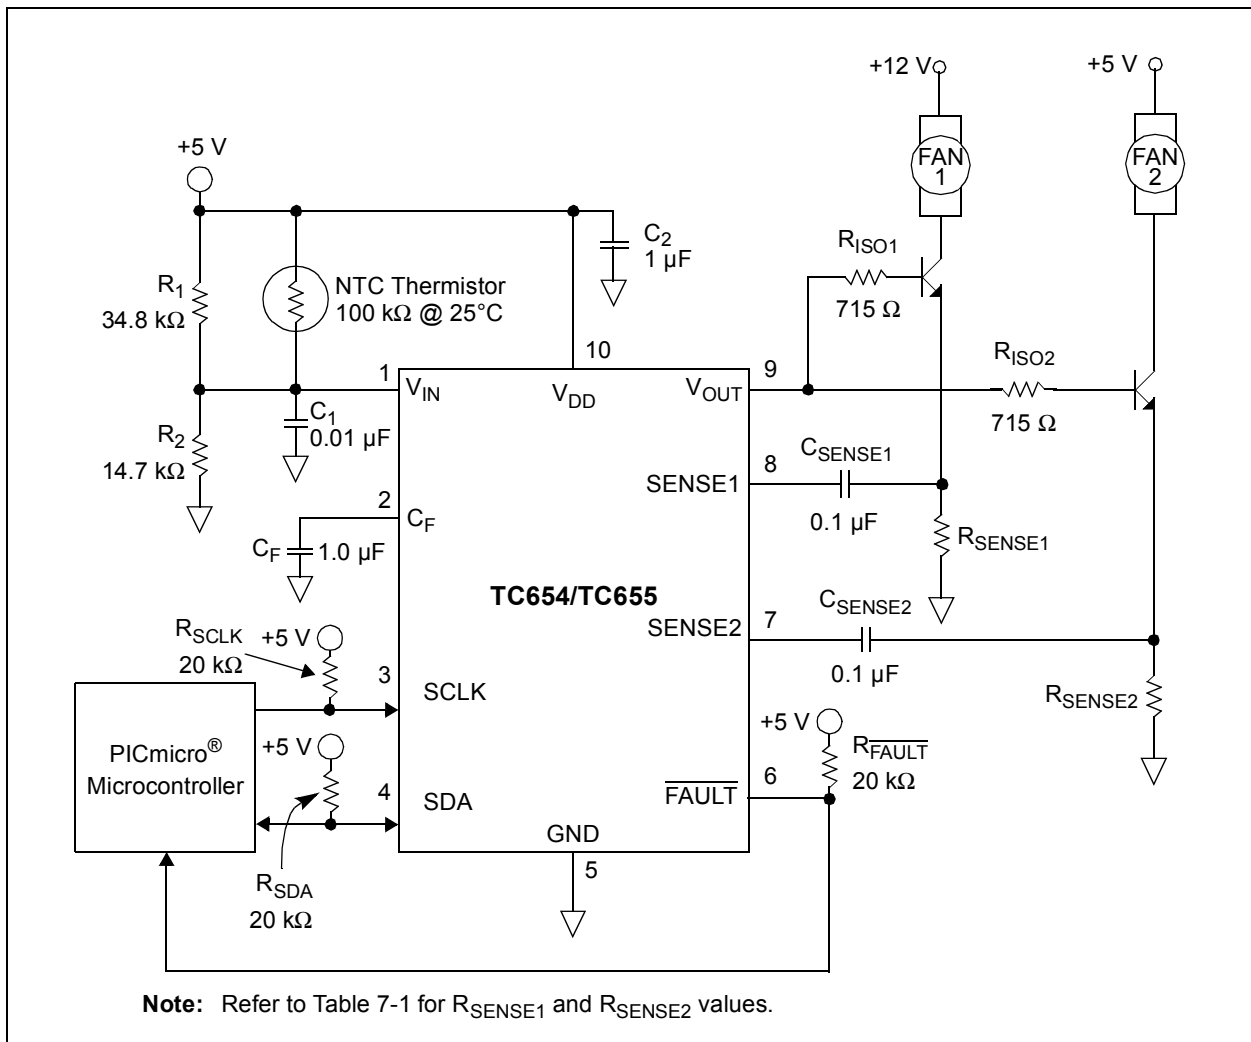 +12 V
+5 V
FAN
1
FAN
2
+5 V
C2
1 µF
RISO1
715 Ω
R1
34.8 kΩ
NTC Thermistor
100 kΩ @ 25°C
10
RISO2
715 Ω
1
VIN
VDD
VOUT
9
C1
0.01 µF
R2
14.7 kΩ
CSENSE1
8
SENSE1
0.1 µF
2
CF
RSENSE1
CF
1.0 µF
TC654/TC655
CSENSE2
7
SENSE2
0.1 µF
RSCLK
20 kΩ
+5 V
3
SCLK
RSENSE2
PICmicro®
Microcontroller
+5 V
4
SDA
+5 V
RFAULT
20 kΩ
6
FAULT
GND
5
RSDA
20 kΩ
Note: Refer to Table 7-1 for RSENSE1 and RSENSE2 values.